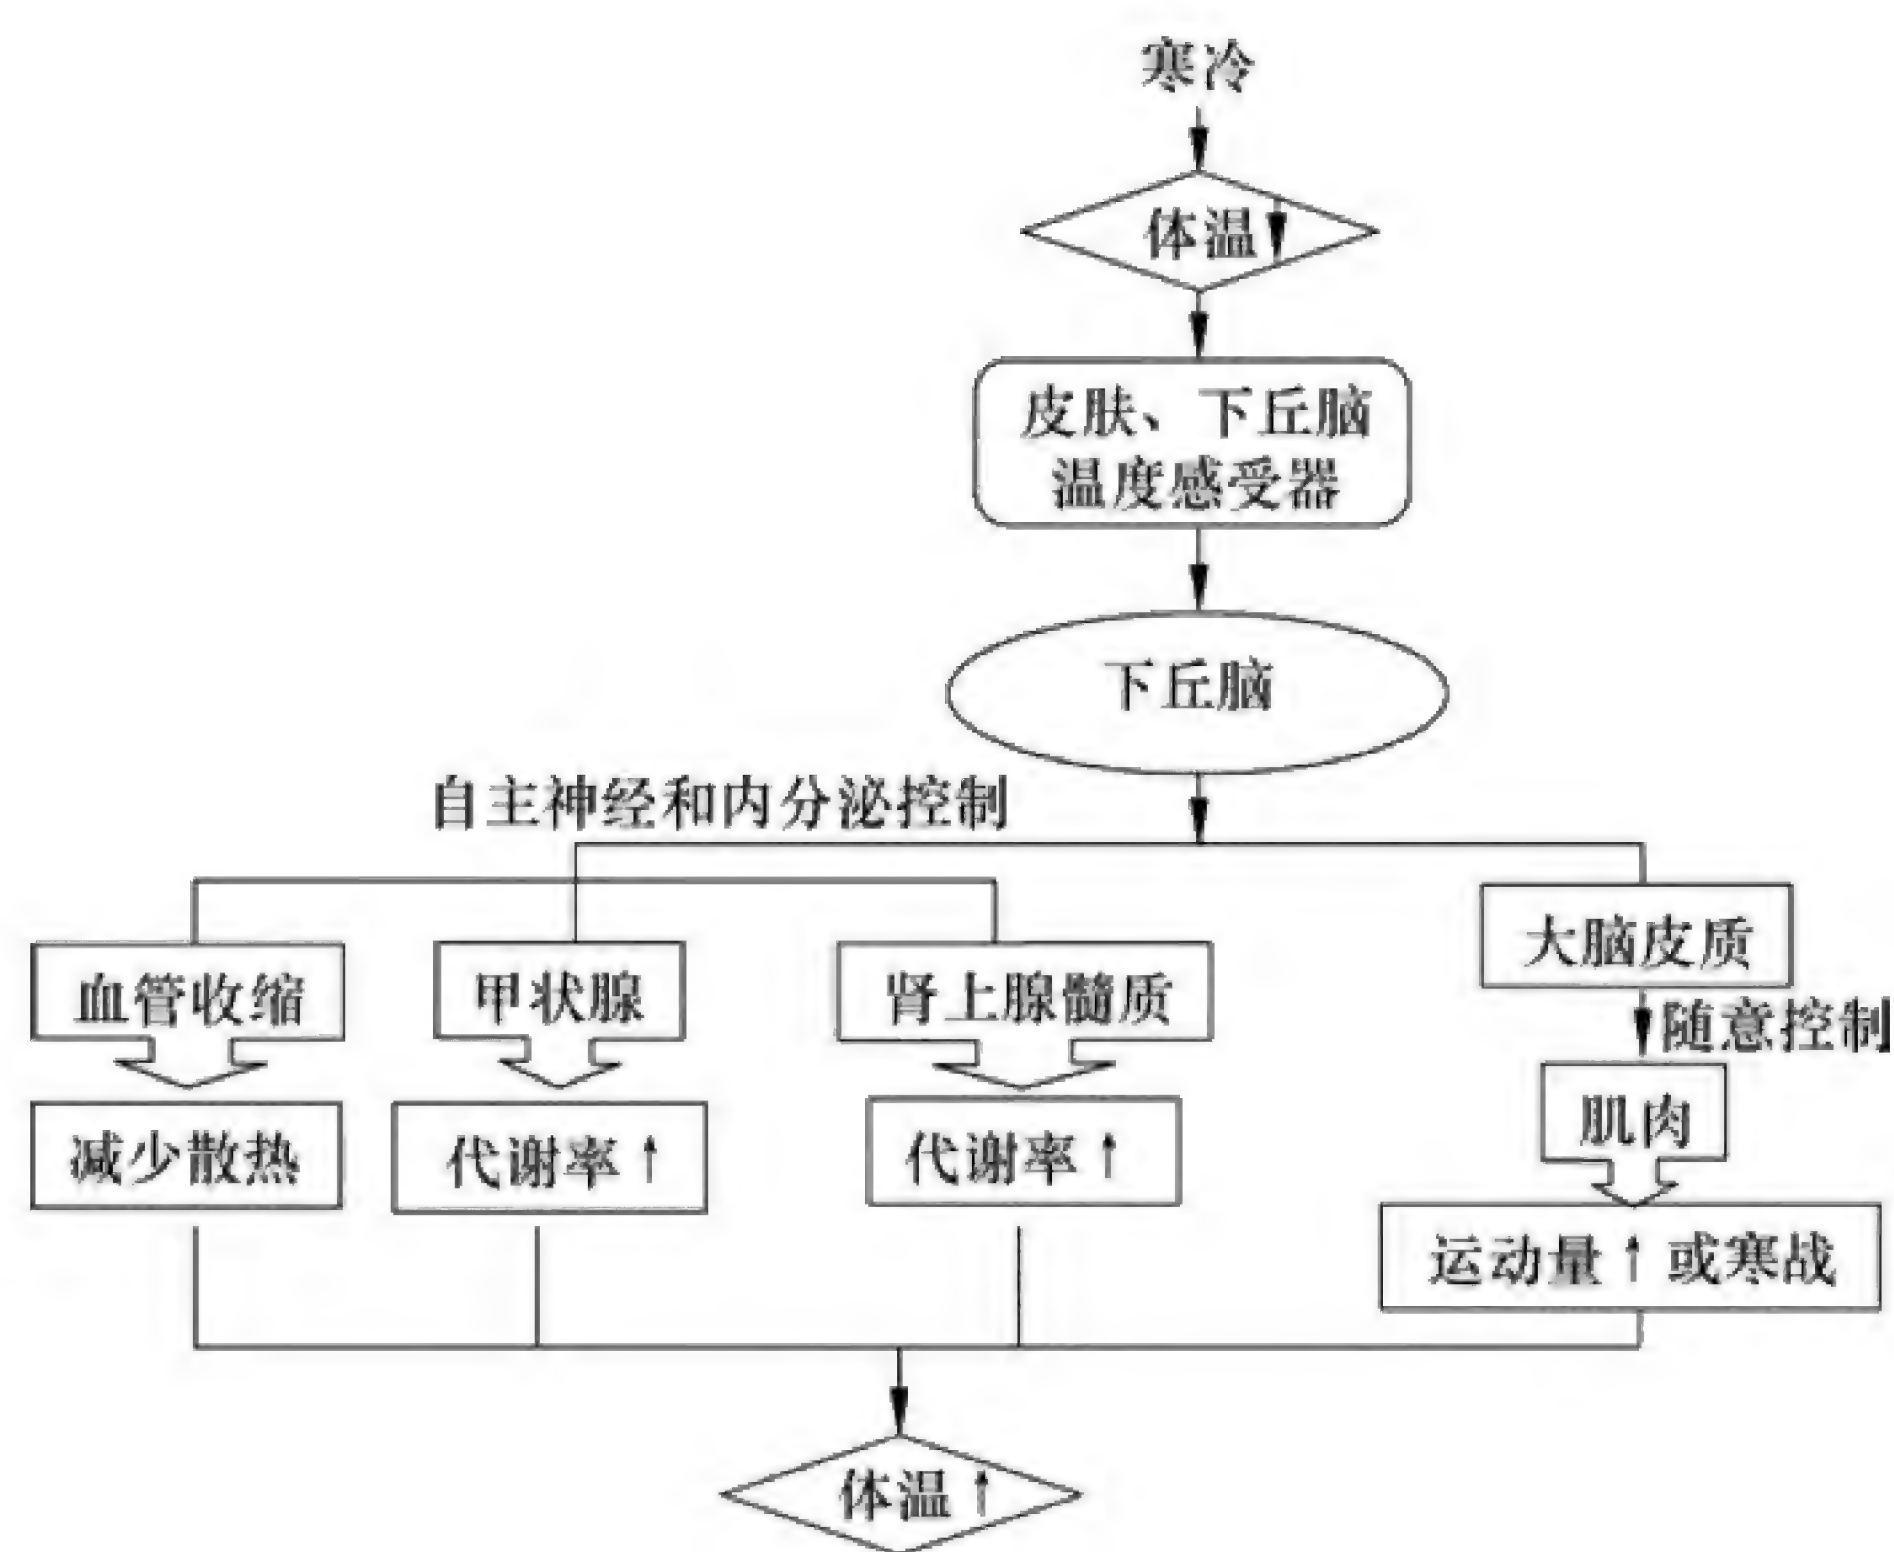 寒冷
体温↓
皮肤、下丘脑
温度感受器
下丘脑
自主神经和内分泌控制
大脑皮质
血管收缩
甲状腺
肾上腺髓质
随意控制
肌肉
减少散热
代谢率↑
代谢率↑
运动量↑或寒战
体温↑